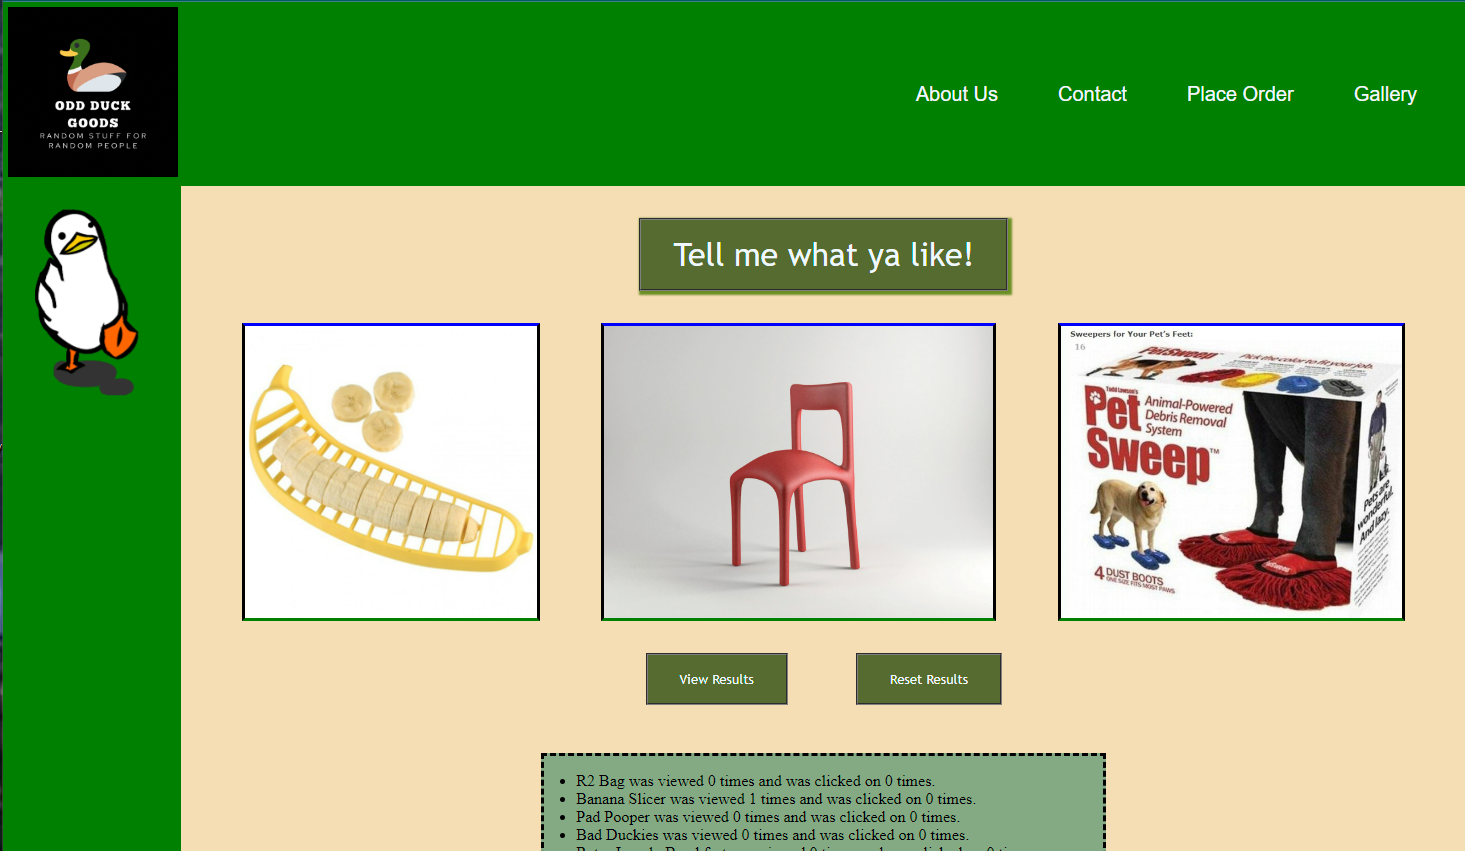 ODD DUCK
GOODS
RANDOM STUFF FOR
RANDOM PEOPLE
About Us
Contact
Place Order
Gallery
Tell me what ya like!
Sweepers for Your Pet's Feet:
16
PetSweep
Pick the color to fit your job.
Todd Lawson's
Pet
Sweep™
Animal-Powered
Debris Removal
System
4 DUST BOOTS
ONE SIZE FITS MOST PAWS
Pets are
wonderful.
And lazy.
View Results
Reset Results
R2 Bag was viewed 0 times and was clicked on 0 times.
Banana Slicer was viewed 1 times and was clicked on 0 times.
Pad Pooper was viewed 0 times and was clicked on 0 times.
Bad Duckies was viewed 0 times and was clicked on 0 times.